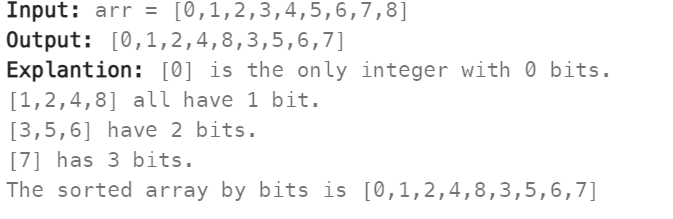 Input: arr = [0,1,2,3,4,5,6,7,8]
Output: [0,1,2,4,8,3,5,6,7]
Explantion: [0] is the only integer with 0 bits.
[1,2,4,8] all have 1 bit.
[3,5,6] have 2 bits.
[7] has 3 bits.
The sorted array by bits is [0,1,2,4,8,3,5,6,7]